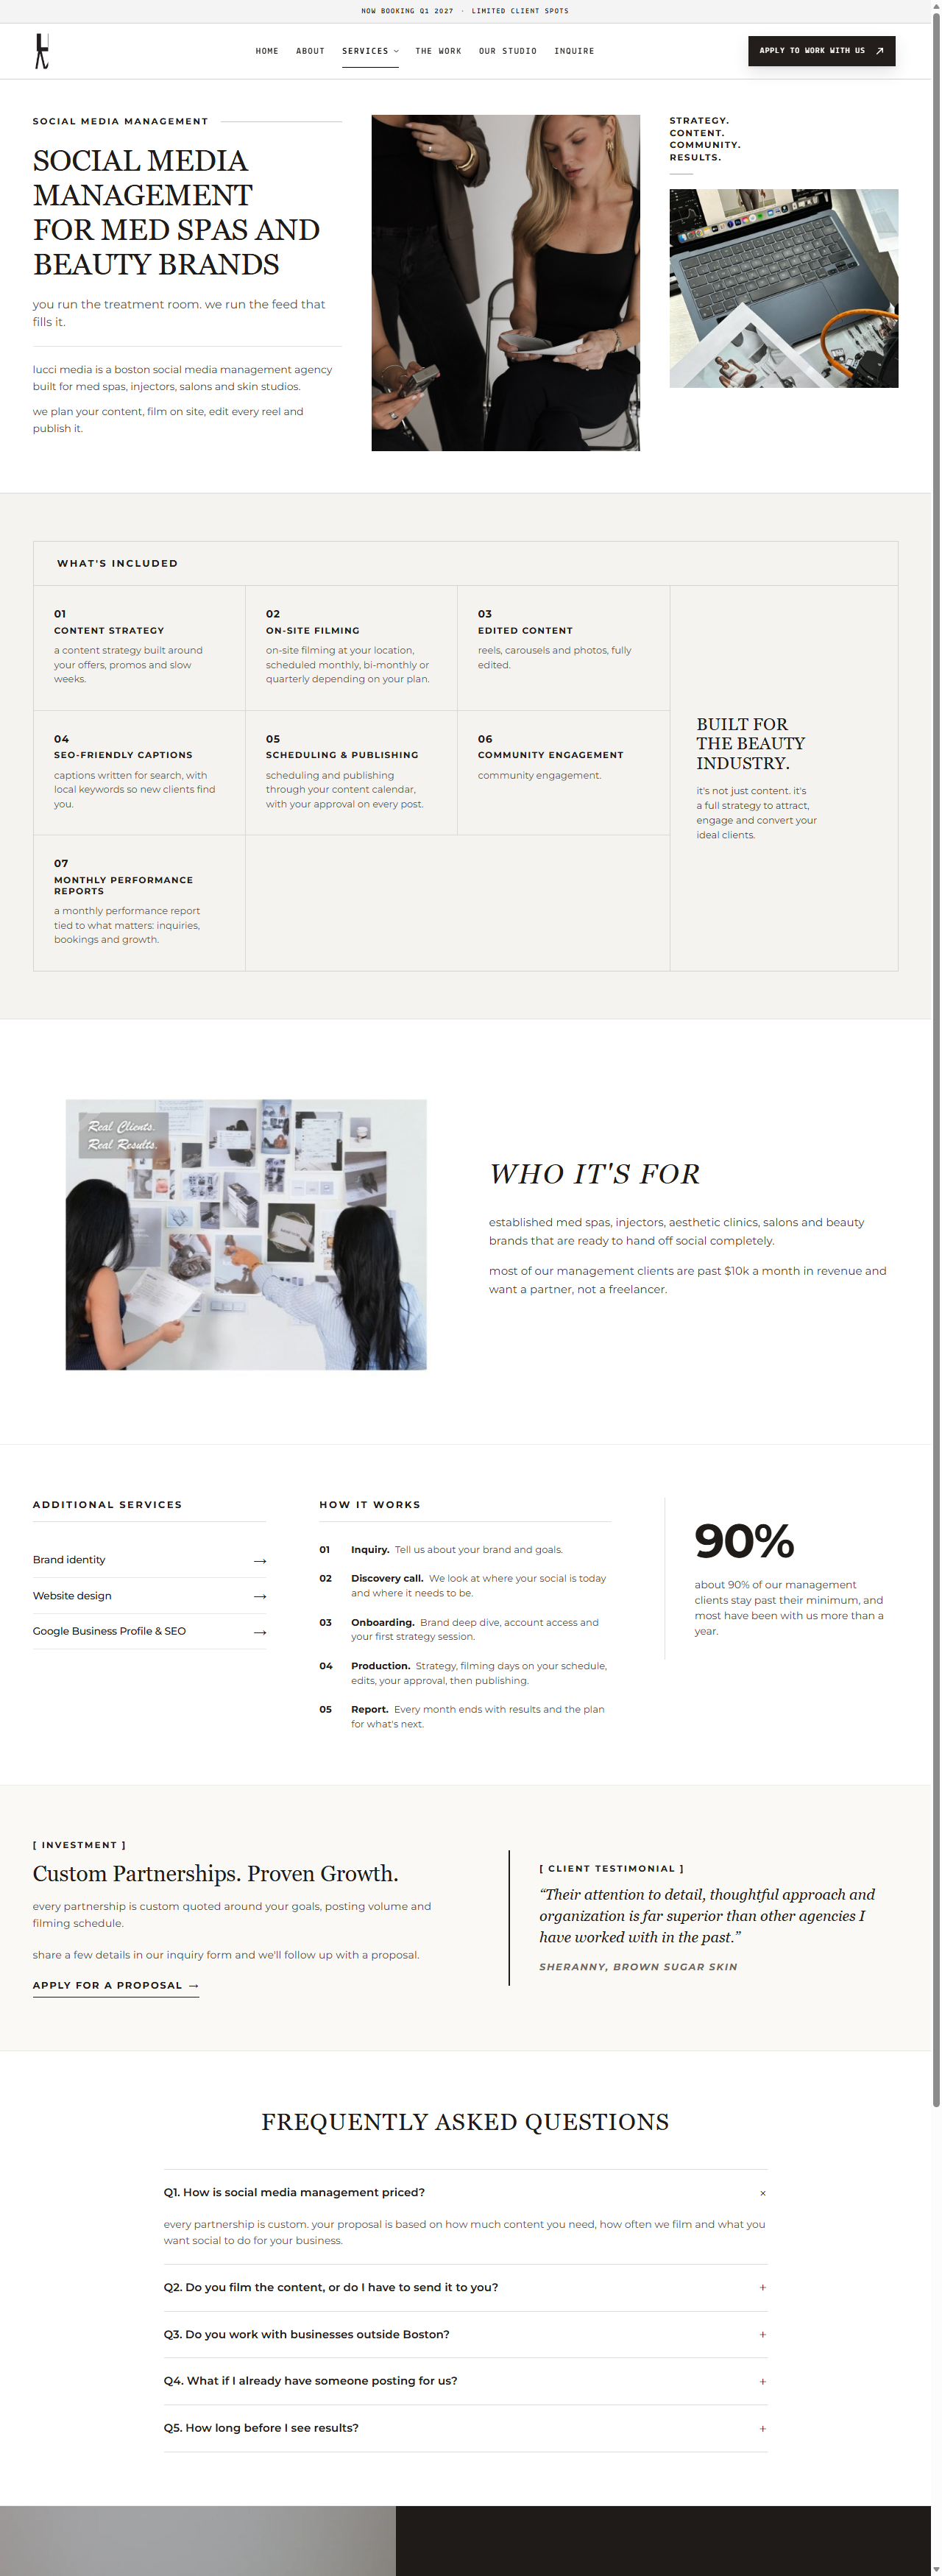 NOW BOOKING Q1 2027 · LIMITED CLIENT SPOTS
HOME
ABOUT
SERVICES
THE WORK
OUR STUDIO
INQUIRE
APPLY TO WORK WITH US
SOCIAL MEDIA MANAGEMENT
SOCIAL MEDIA
MANAGEMENT
FOR MED SPAS AND
BEAUTY BRANDS
you run the treatment room. we run the feed that
fills it.
lucci media is a boston social media management agency
built for med spas, injectors, salons and skin studios.
we plan your content, film on site, edit every reel and
publish it.
STRATEGY.
CONTENT.
COMMUNITY.
RESULTS.
WHAT'S INCLUDED
01
CONTENT STRATEGY
a content strategy built around
your offers, promos and slow
weeks.
02
ON-SITE FILMING
on-site filming at your location,
scheduled monthly, bi-monthly or
quarterly depending on your plan.
03
EDITED CONTENT
reels, carousels and photos, fully
edited.
04
SEO-FRIENDLY CAPTIONS
captions written for search, with
local keywords so new clients find
you.
05
SCHEDULING & PUBLISHING
scheduling and publishing
through your content calendar,
with your approval on every post.
06
COMMUNITY ENGAGEMENT
community engagement.
07
MONTHLY PERFORMANCE
REPORTS
a monthly performance report
tied to what matters: inquiries,
bookings and growth.
BUILT FOR
THE BEAUTY
INDUSTRY.
it's not just content. it's
a full strategy to attract,
engage and convert your
ideal clients.
Real Clients.
Real Results.
WHO IT'S FOR
established med spas, injectors, aesthetic clinics, salons and beauty
brands that are ready to hand off social completely.
most of our management clients are past $10k a month in revenue and
want a partner, not a freelancer.
ADDITIONAL SERVICES
Brand identity →
Website design →
Google Business Profile & SEO →
HOW IT WORKS
01 Inquiry. Tell us about your brand and goals.
02 Discovery call. We look at where your social is today
and where it needs to be.
03 Onboarding. Brand deep dive, account access and
your first strategy session.
04 Production. Strategy, filming days on your schedule,
edits, your approval, then publishing.
05 Report. Every month ends with results and the plan
for what's next.
90%
about 90% of our management
clients stay past their minimum, and
most have been with us more than a
year.
[ INVESTMENT ]
Custom Partnerships. Proven Growth.
every partnership is custom quoted around your goals, posting volume and
filming schedule.
share a few details in our inquiry form and we'll follow up with a proposal.
APPLY FOR A PROPOSAL →
[ CLIENT TESTIMONIAL ]
“Their attention to detail, thoughtful approach and
organization is far superior than other agencies I
have worked with in the past.”
SHERANNY, BROWN SUGAR SKIN
FREQUENTLY ASKED QUESTIONS
Q1. How is social media management priced? ×
every partnership is custom. your proposal is based on how much content you need, how often we film and what you
want social to do for your business.
Q2. Do you film the content, or do I have to send it to you? +
Q3. Do you work with businesses outside Boston? +
Q4. What if I already have someone posting for us? +
Q5. How long before I see results? +